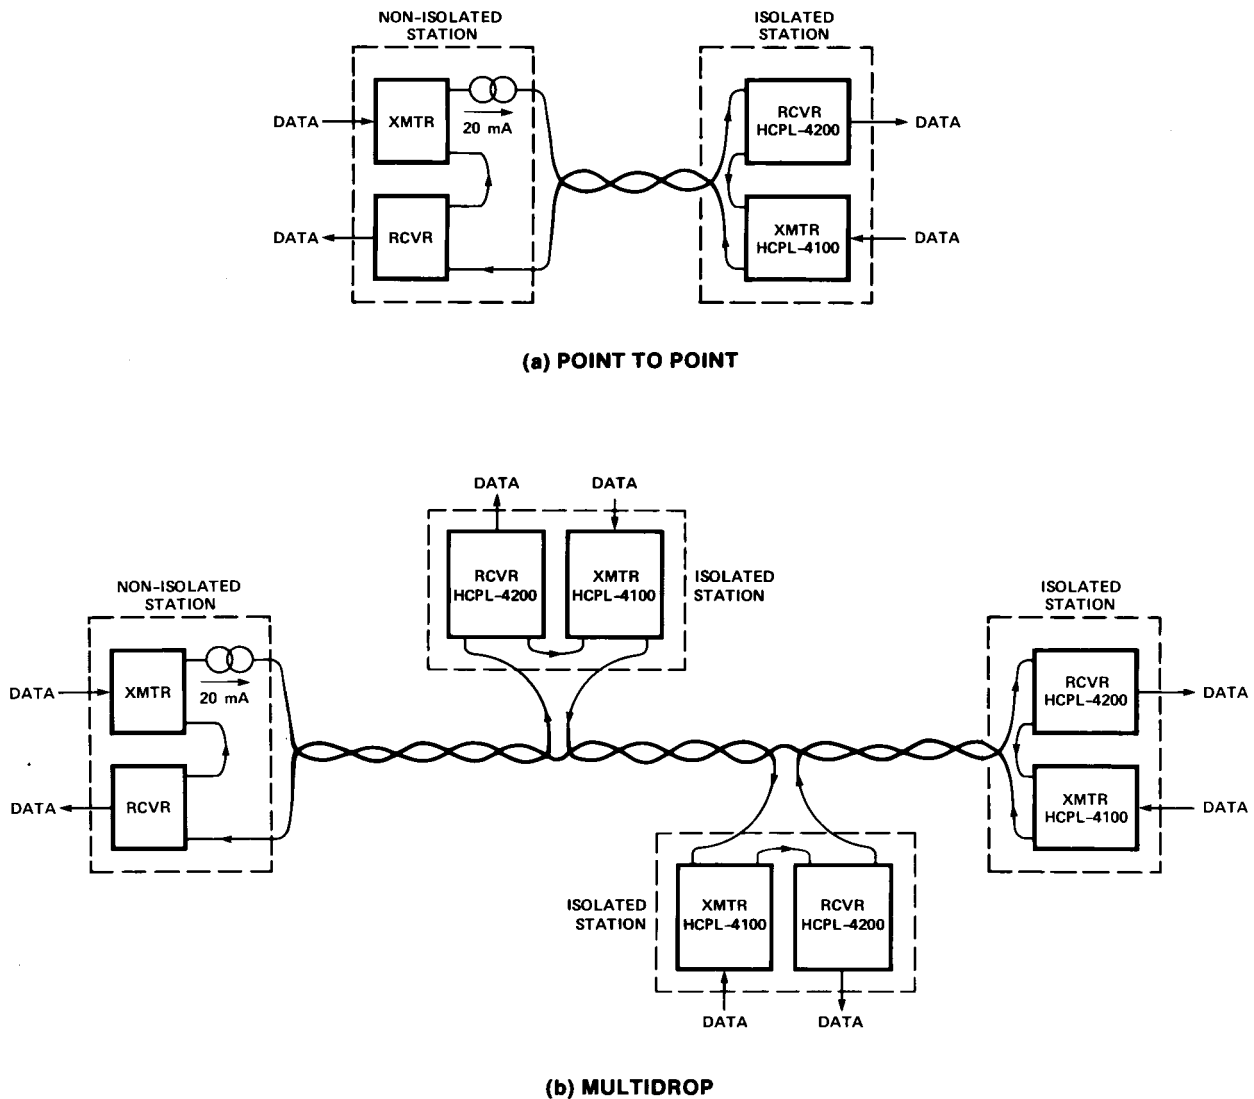 NON-ISOLATED
STATION
ISOLATED
STATION
DATA
XMTR
20 mA
RCVR
HCPL-4200
DATA
DATA
RCVR
XMTR
HCPL-4100
DATA
(a) POINT TO POINT
DATA
DATA
RCVR
HCPL-4200
XMTR
HCPL-4100
ISOLATED
STATION
NON-ISOLATED
STATION
ISOLATED
STATION
DATA
XMTR
20 mA
RCVR
HCPL-4200
DATA
DATA
RCVR
XMTR
HCPL-4100
DATA
ISOLATED
STATION
XMTR
HCPL-4100
RCVR
HCPL-4200
DATA
DATA
(b) MULTIDROP